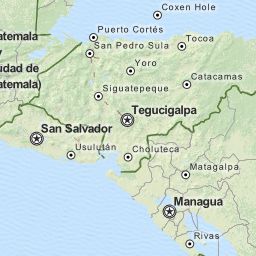 Coxen Hole
Puerto Cortés
Tocoa
San Pedro Sula
Yoro
Catacamas
Siguatepeque
Tegucigalpa
San Salvador
Usulután
Choluteca
Matagalpa
Managua
Rivas
atemala
y
udad de
atemala)